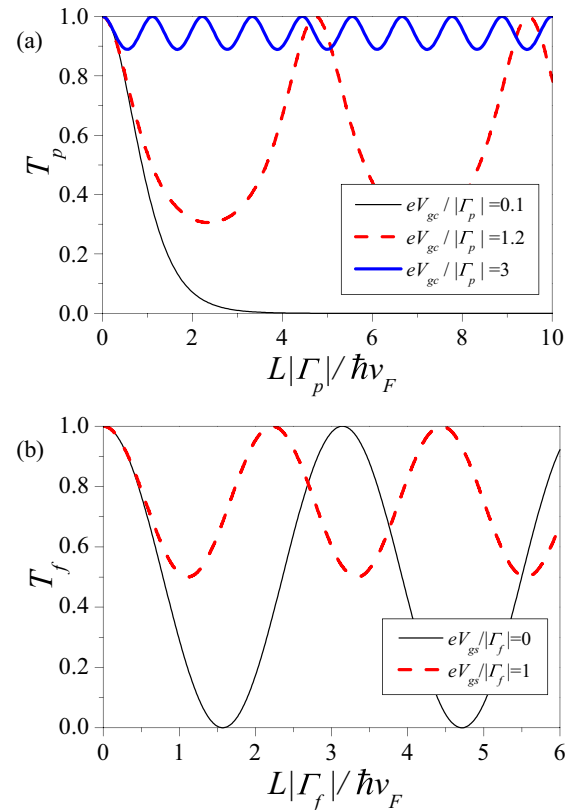 (a)
T_p
1.0
0.8
0.6
0.4
0.2
0.0
eV_gc / |Γ_p| =0.1
eV_gc / |Γ_p| =1.2
eV_gc / |Γ_p| =3
0 2 4 6 8 10
L|Γ_p| / ħv_F
(b)
T_f
1.0
0.8
0.6
0.4
0.2
0.0
eV_gs/|Γ_f|=0
eV_gs/|Γ_f|=1
0 1 2 3 4 5 6
L|Γ_f| / ħv_F